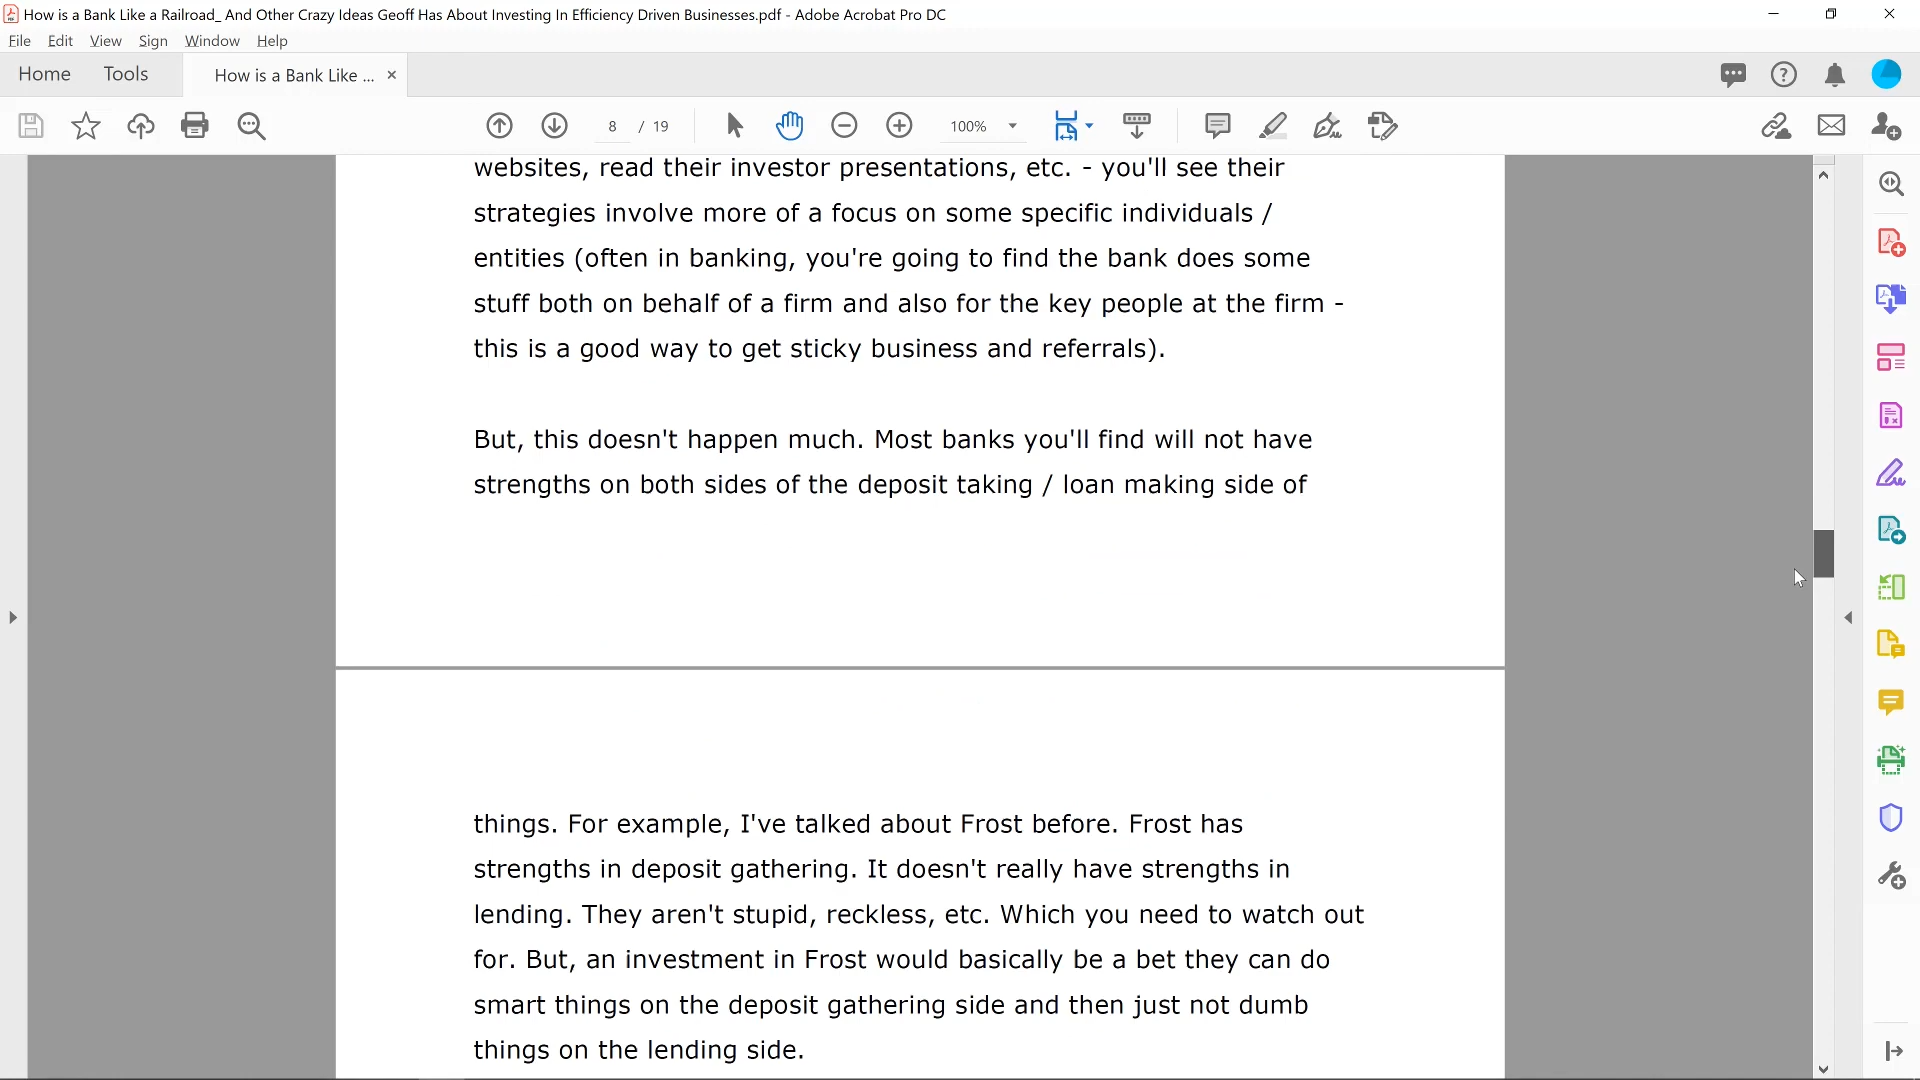 How is a Bank Like a Railroad_ And Other Crazy Ideas Geoff Has About Investing In Efficiency Driven Businesses.pdf - Adobe Acrobat Pro DC
File Edit View Sign Window Help
Home Tools How is a Bank Like ... ×
8 / 19 100%
websites, read their investor presentations, etc. - you'll see their
strategies involve more of a focus on some specific individuals /
entities (often in banking, you're going to find the bank does some
stuff both on behalf of a firm and also for the key people at the firm -
this is a good way to get sticky business and referrals).
But, this doesn't happen much. Most banks you'll find will not have
strengths on both sides of the deposit taking / loan making side of
things. For example, I've talked about Frost before. Frost has
strengths in deposit gathering. It doesn't really have strengths in
lending. They aren't stupid, reckless, etc. Which you need to watch out
for. But, an investment in Frost would basically be a bet they can do
smart things on the deposit gathering side and then just not dumb
things on the lending side.